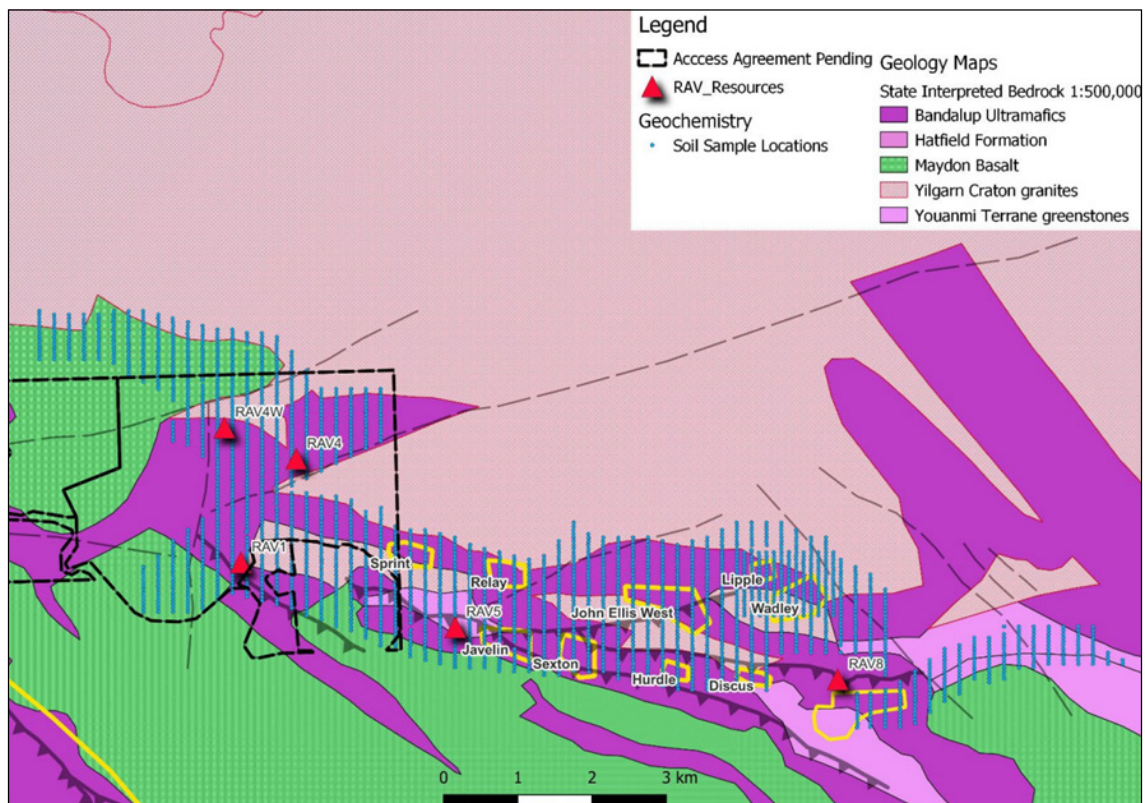 Legend
Acccess Agreement Pending
RAV_Resources
Geochemistry
Soil Sample Locations
Geology Maps
State Interpreted Bedrock 1:500,000
Bandalup Ultramafics
Hatfield Formation
Maydon Basalt
Yilgarn Craton granites
Youanmi Terrane greenstones
RAV4W
RAV4
RAV1
Sprint
Relay
Lipple
RAV5
John Ellis West
Wadley
Javelin
Sexton
RAV8
Hurdle
Discus
0 1 2 3 km